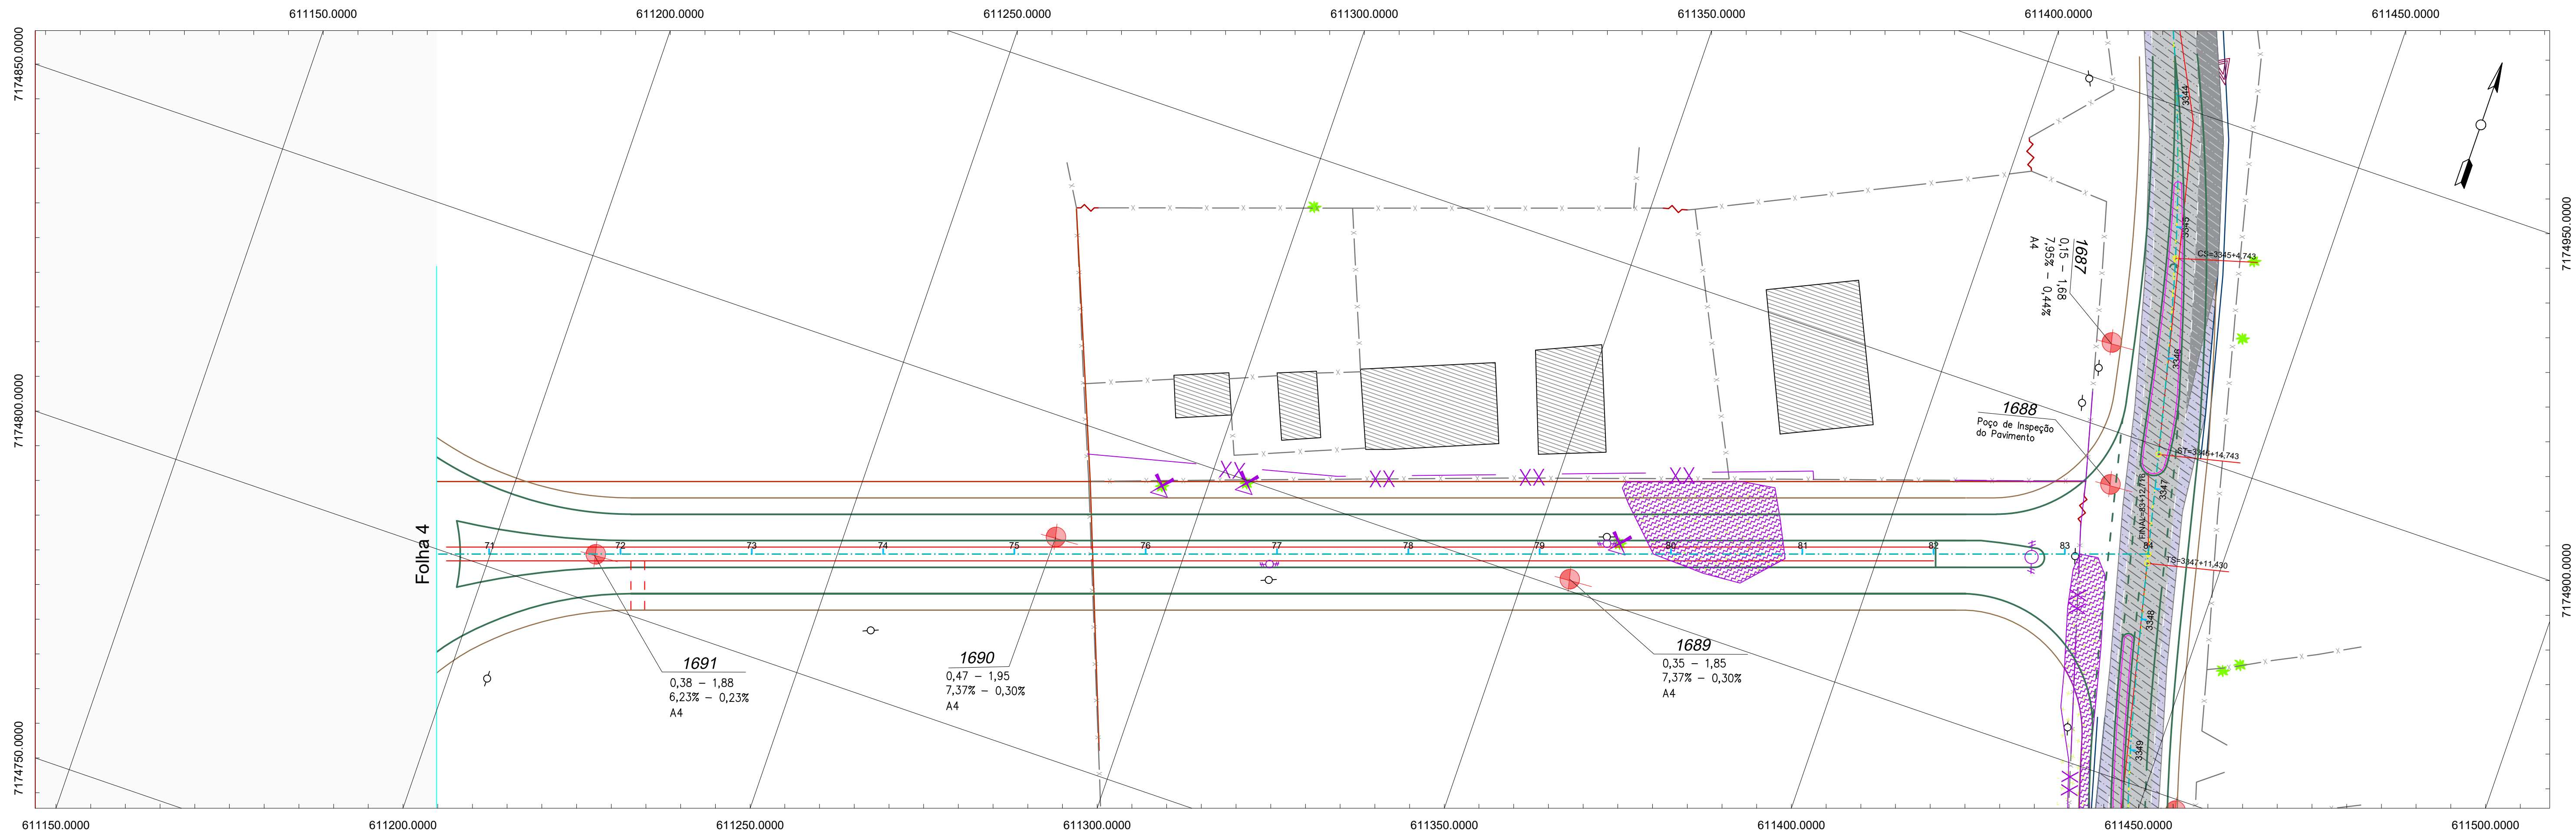 611150.0000
611200.0000
611250.0000
611300.0000
611350.0000
611400.0000
611450.0000
7174850.0000
7174800.0000
7174750.0000
7174950.0000
7174900.0000
Folha 4
71
72
73
74
75
76
77
78
79
80
81
82
83
84
1687
0,15 – 1,68
7,95% – 0,44%
A4
1688
Poço de Inspeção
do Pavimento
1689
0,35 – 1,85
7,37% – 0,30%
A4
1690
0,47 – 1,95
7,37% – 0,30%
A4
1691
0,38 – 1,88
6,23% – 0,23%
A4
3344
3345
CS=3345+4,743
3346
ST=3346+14,743
3347
TS=3347+11,430
3348
3349
611150.0000
611200.0000
611250.0000
611300.0000
611350.0000
611400.0000
611450.0000
611500.0000